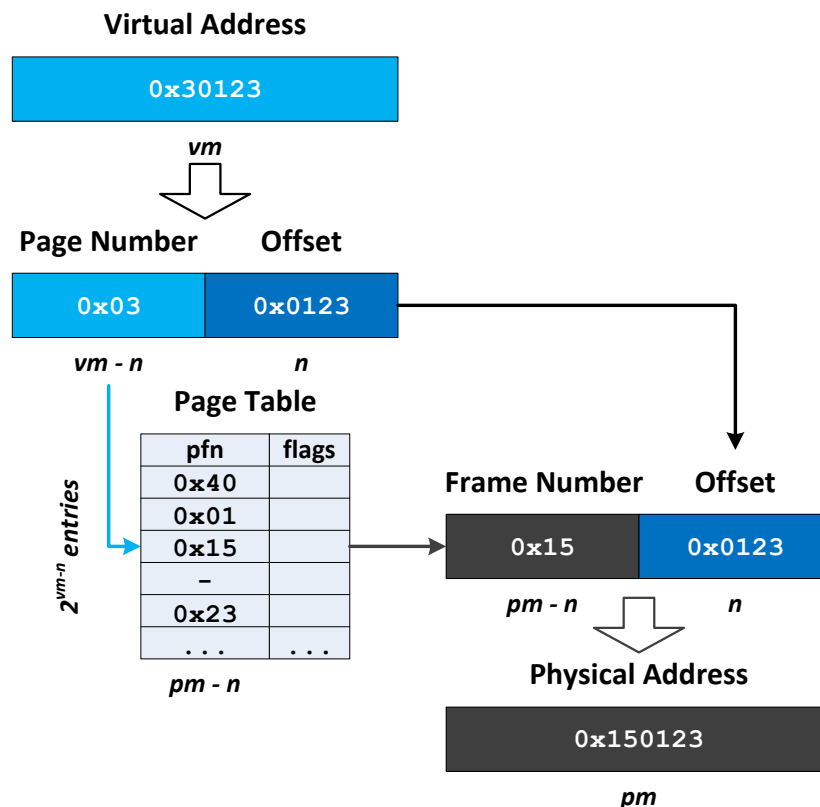 Virtual Address
0x30123
vm
Page Number Offset
0x03 0x0123
vm - n n
Page Table
pfn flags
0x40
0x01
0x15
-
0x23
... ...
2^vm-n entries
pm - n
Frame Number Offset
0x15 0x0123
pm - n n
Physical Address
0x150123
pm